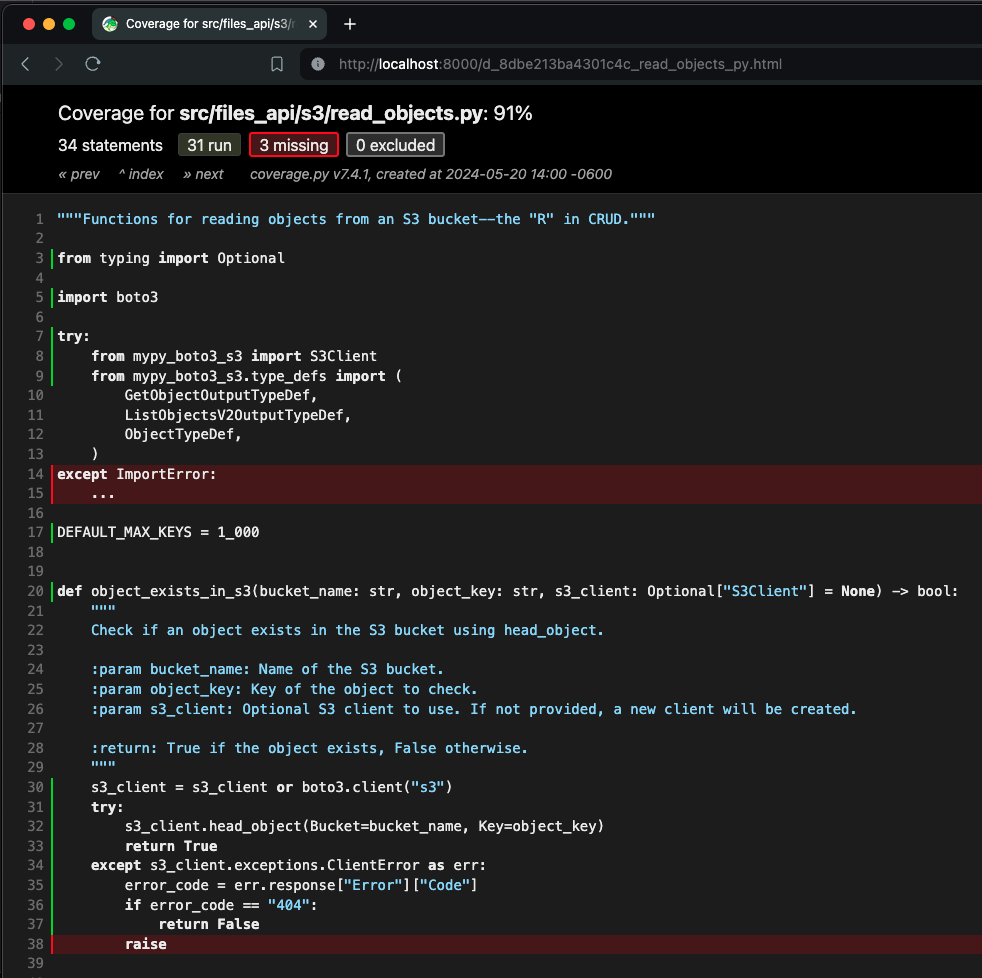 Coverage for src/files_api/s3/r
http://localhost:8000/d_8dbe213ba4301c4c_read_objects_py.html
Coverage for src/files_api/s3/read_objects.py: 91%
34 statements 31 run 3 missing 0 excluded
« prev ^ index » next coverage.py v7.4.1, created at 2024-05-20 14:00 -0600
1 """Functions for reading objects from an S3 bucket--the "R" in CRUD."""
2
3 from typing import Optional
4
5 import boto3
6
7 try:
8     from mypy_boto3_s3 import S3Client
9     from mypy_boto3_s3.type_defs import (
10         GetObjectOutputTypeDef,
11         ListObjectsV2OutputTypeDef,
12         ObjectTypeDef,
13     )
14 except ImportError:
15     ...
16
17 DEFAULT_MAX_KEYS = 1_000
18
19
20 def object_exists_in_s3(bucket_name: str, object_key: str, s3_client: Optional["S3Client"] = None) -> bool:
21     """
22     Check if an object exists in the S3 bucket using head_object.
23
24     :param bucket_name: Name of the S3 bucket.
25     :param object_key: Key of the object to check.
26     :param s3_client: Optional S3 client to use. If not provided, a new client will be created.
27
28     :return: True if the object exists, False otherwise.
29     """
30     s3_client = s3_client or boto3.client("s3")
31     try:
32         s3_client.head_object(Bucket=bucket_name, Key=object_key)
33         return True
34     except s3_client.exceptions.ClientError as err:
35         error_code = err.response["Error"]["Code"]
36         if error_code == "404":
37             return False
38         raise
39